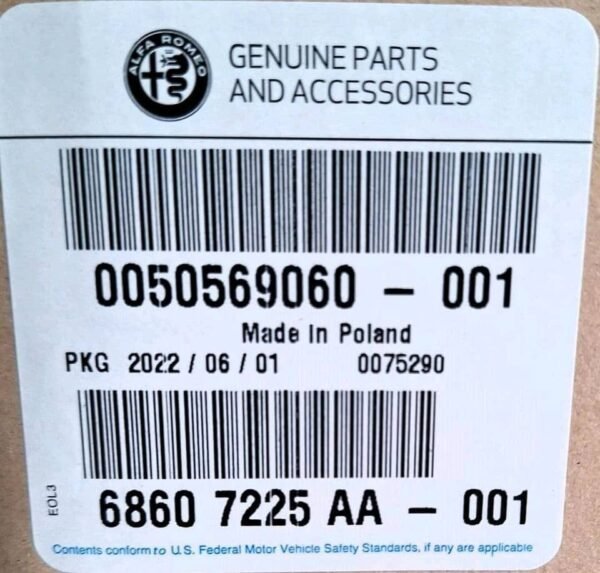 ALFA ROMEO
GENUINE PARTS
AND ACCESSORIES
0050569060 – 001
Made In Poland
PKG 2022 / 06 / 01 0075290
EOL3
6860 7225 AA – 001
Contents conform to U.S. Federal Motor Vehicle Safety Standards, if any are applicable